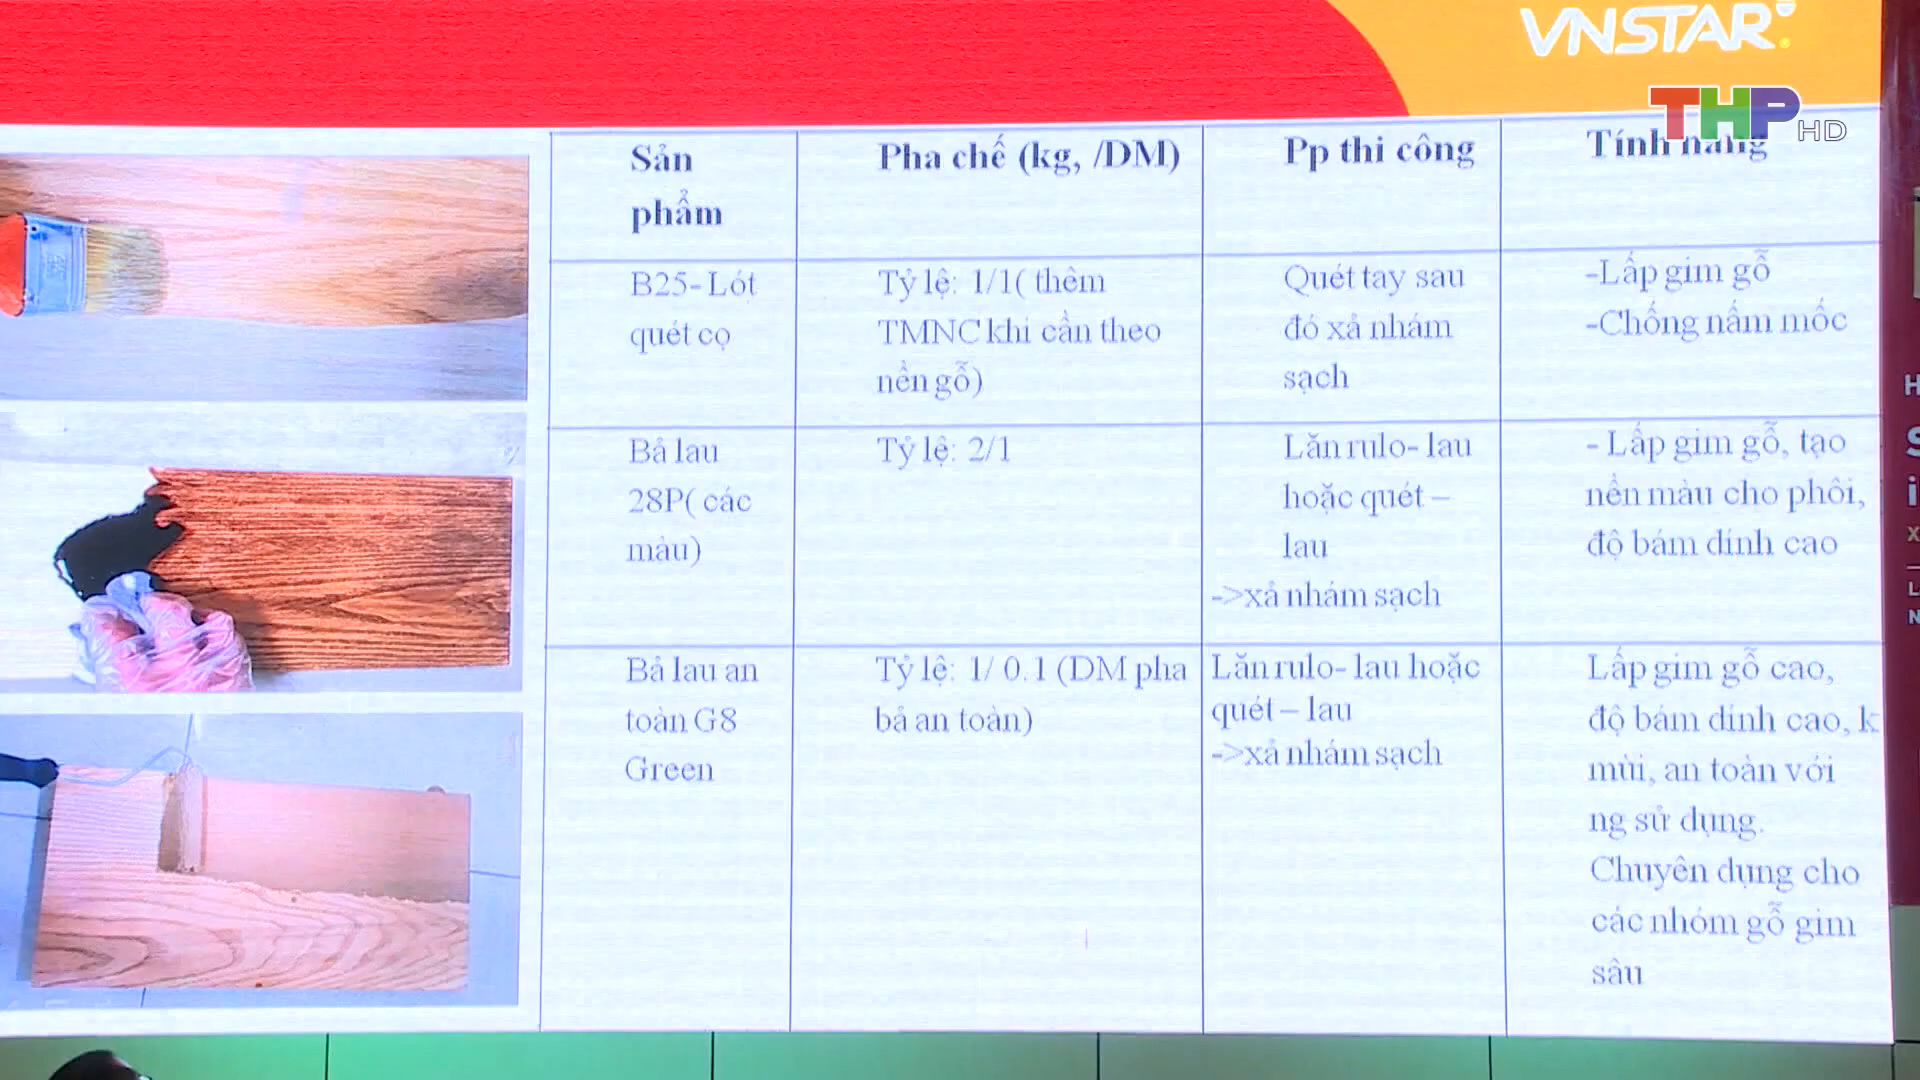 VNSTAR
THP HD
Sản
phẩm
Pha chế (kg, /DM)
Pp thi công
Tính năng
B25- Lót
quét cọ
Tỷ lệ: 1/1( thêm
TMNC khi cần theo
nền gỗ)
Quét tay sau
đó xả nhám
sạch
-Lấp gim gỗ
-Chống nấm mốc
Bả lau
28P( các
màu)
Tỷ lệ: 2/1
Lăn rulo- lau
hoặc quét –
lau
->xả nhám sạch
- Lấp gim gỗ, tạo
nền màu cho phôi,
độ bám dính cao
Bả lau an
toàn G8
Green
Tỷ lệ: 1/ 0.1 (DM pha
bả an toàn)
Lăn rulo- lau hoặc
quét – lau
->xả nhám sạch
Lấp gim gỗ cao,
độ bám dính cao, k
mùi, an toàn với
ng sử dụng.
Chuyên dụng cho
các nhóm gỗ gim
sâu